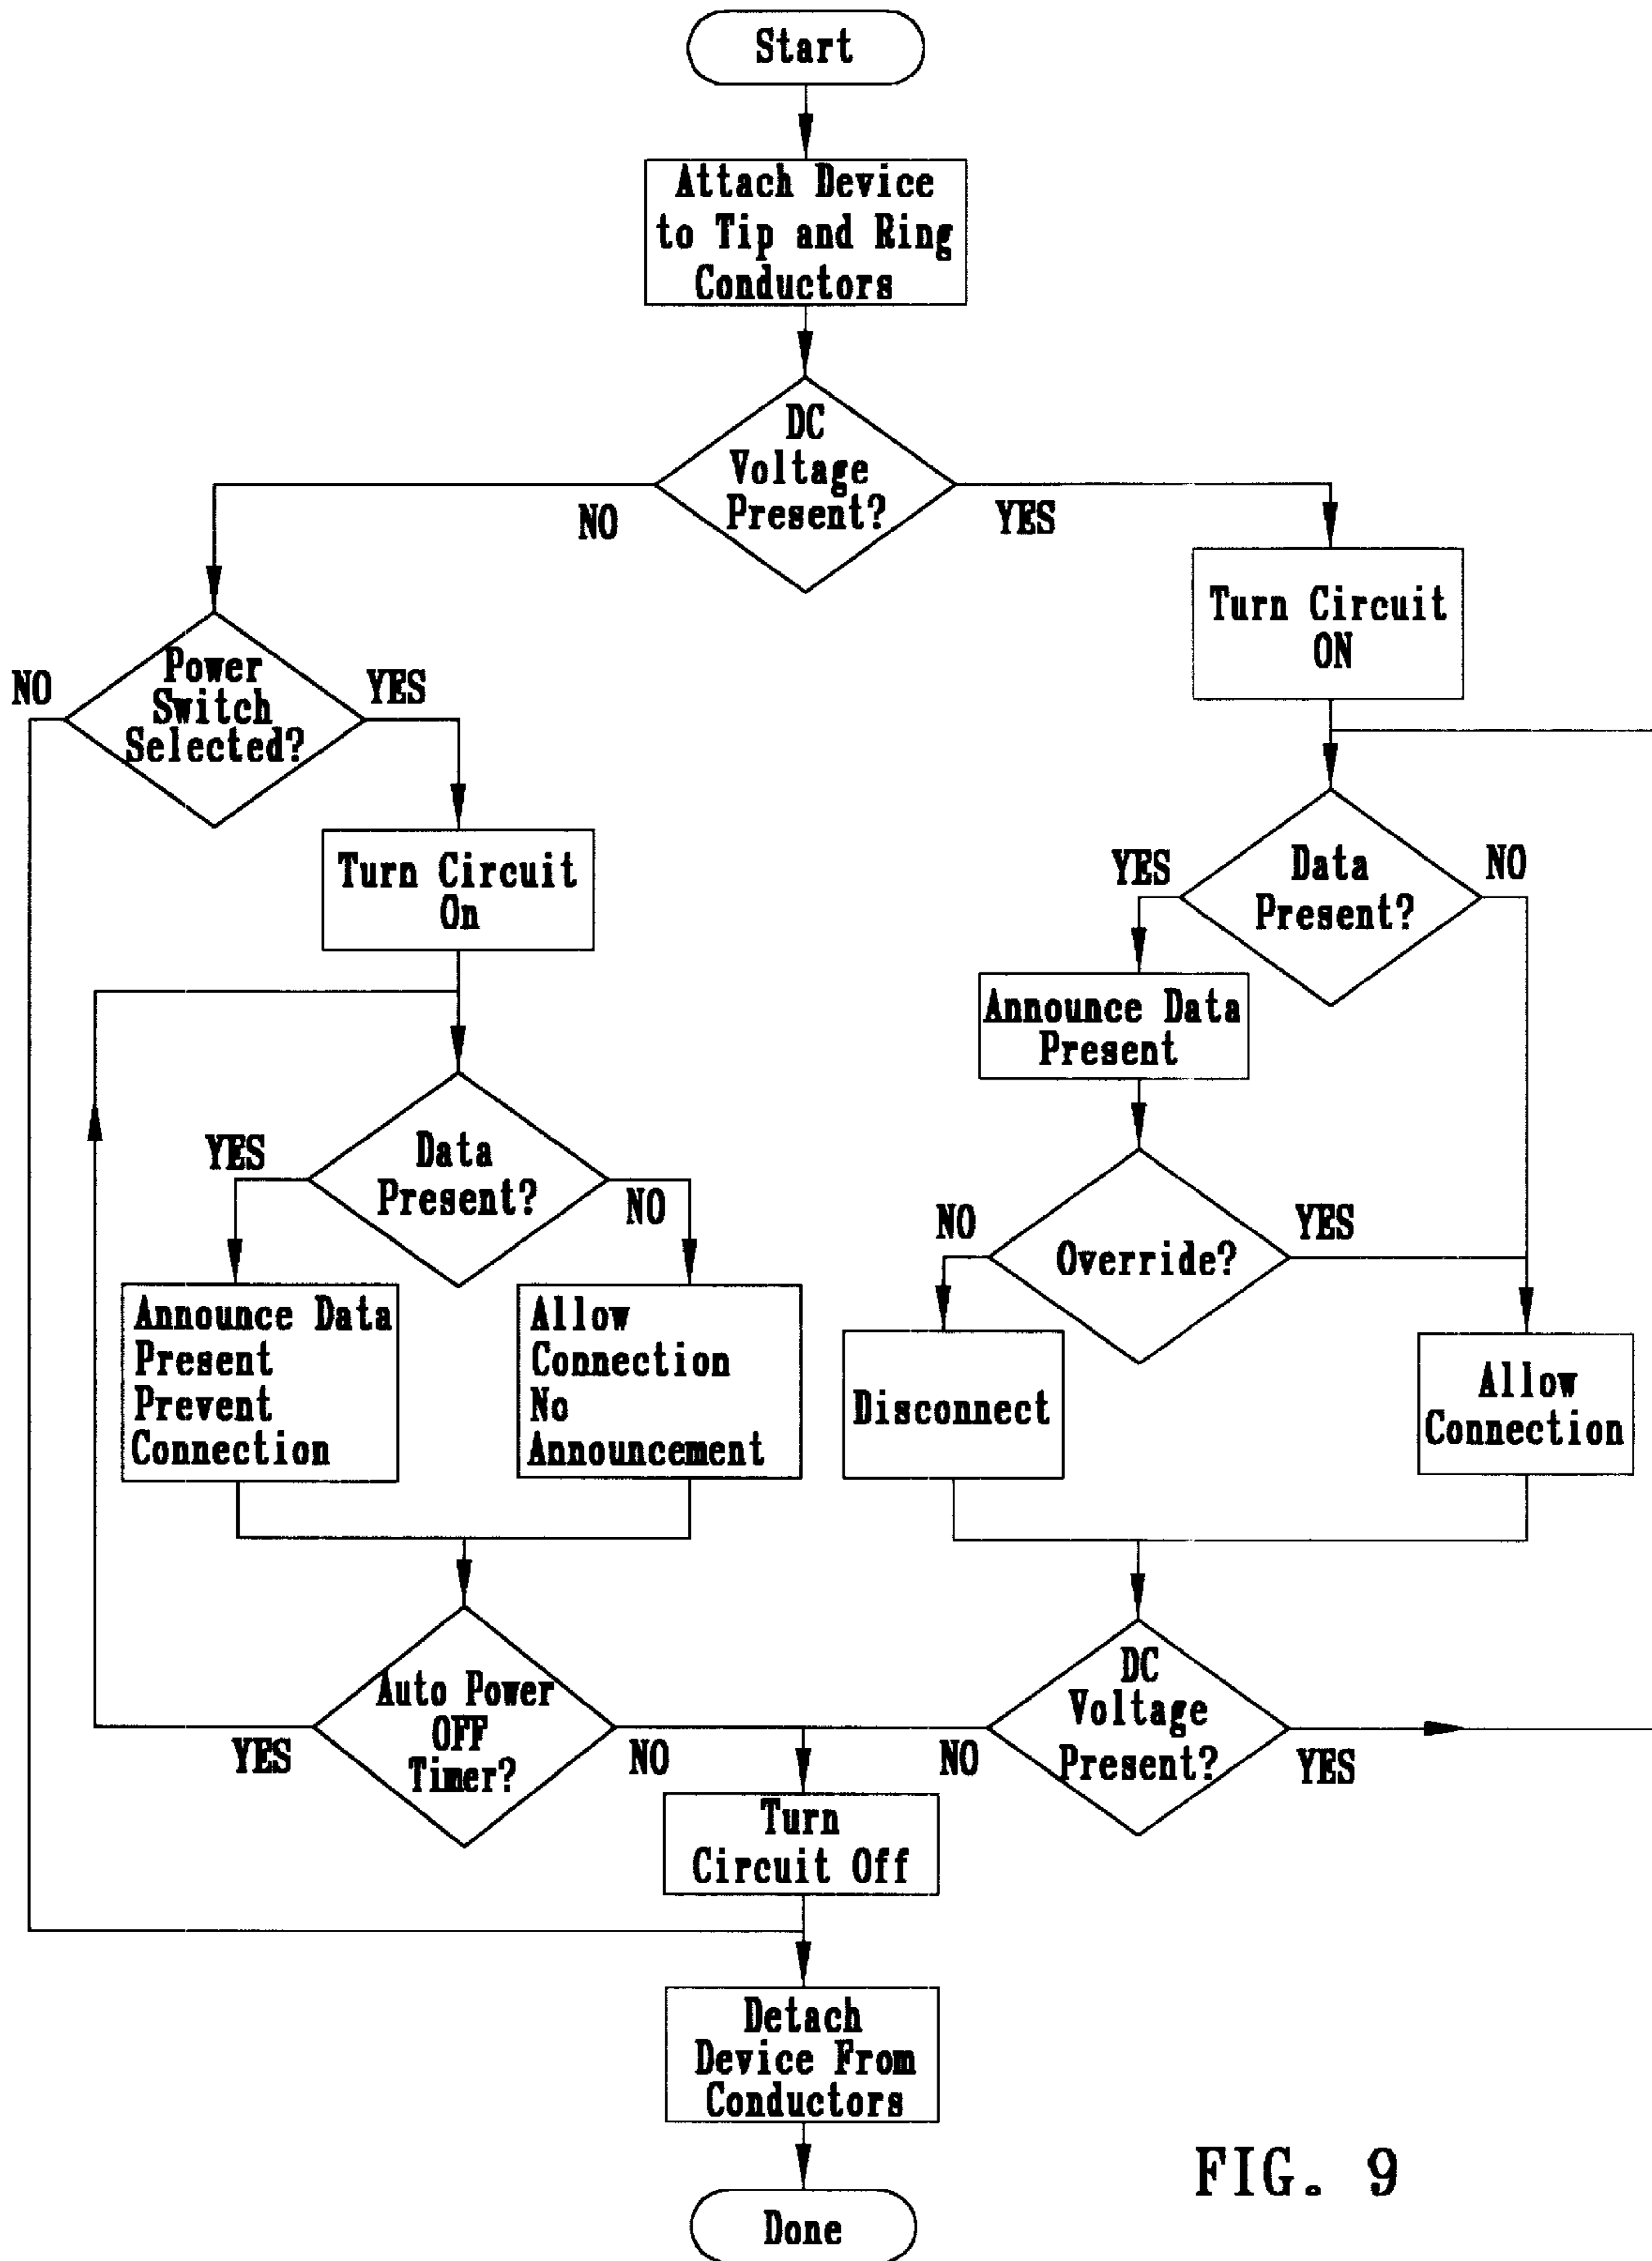 Start
Attach Device
to Tip and Ring
Conductors
DC
Voltage
Present?
NO
YES
Turn Circuit
ON
Power
Switch
Selected?
NO
YES
Turn Circuit
On
Data
Present?
YES
NO
Announce Data
Present
Data
Present?
YES
NO
Override?
NO
YES
Announce Data
Present
Prevent
Connection
Allow
Connection
No
Announcement
Disconnect
Allow
Connection
Auto Power
OFF
Timer?
YES
NO
DC
Voltage
Present?
NO
YES
Turn
Circuit Off
Detach
Device From
Conductors
Done
FIG. 9